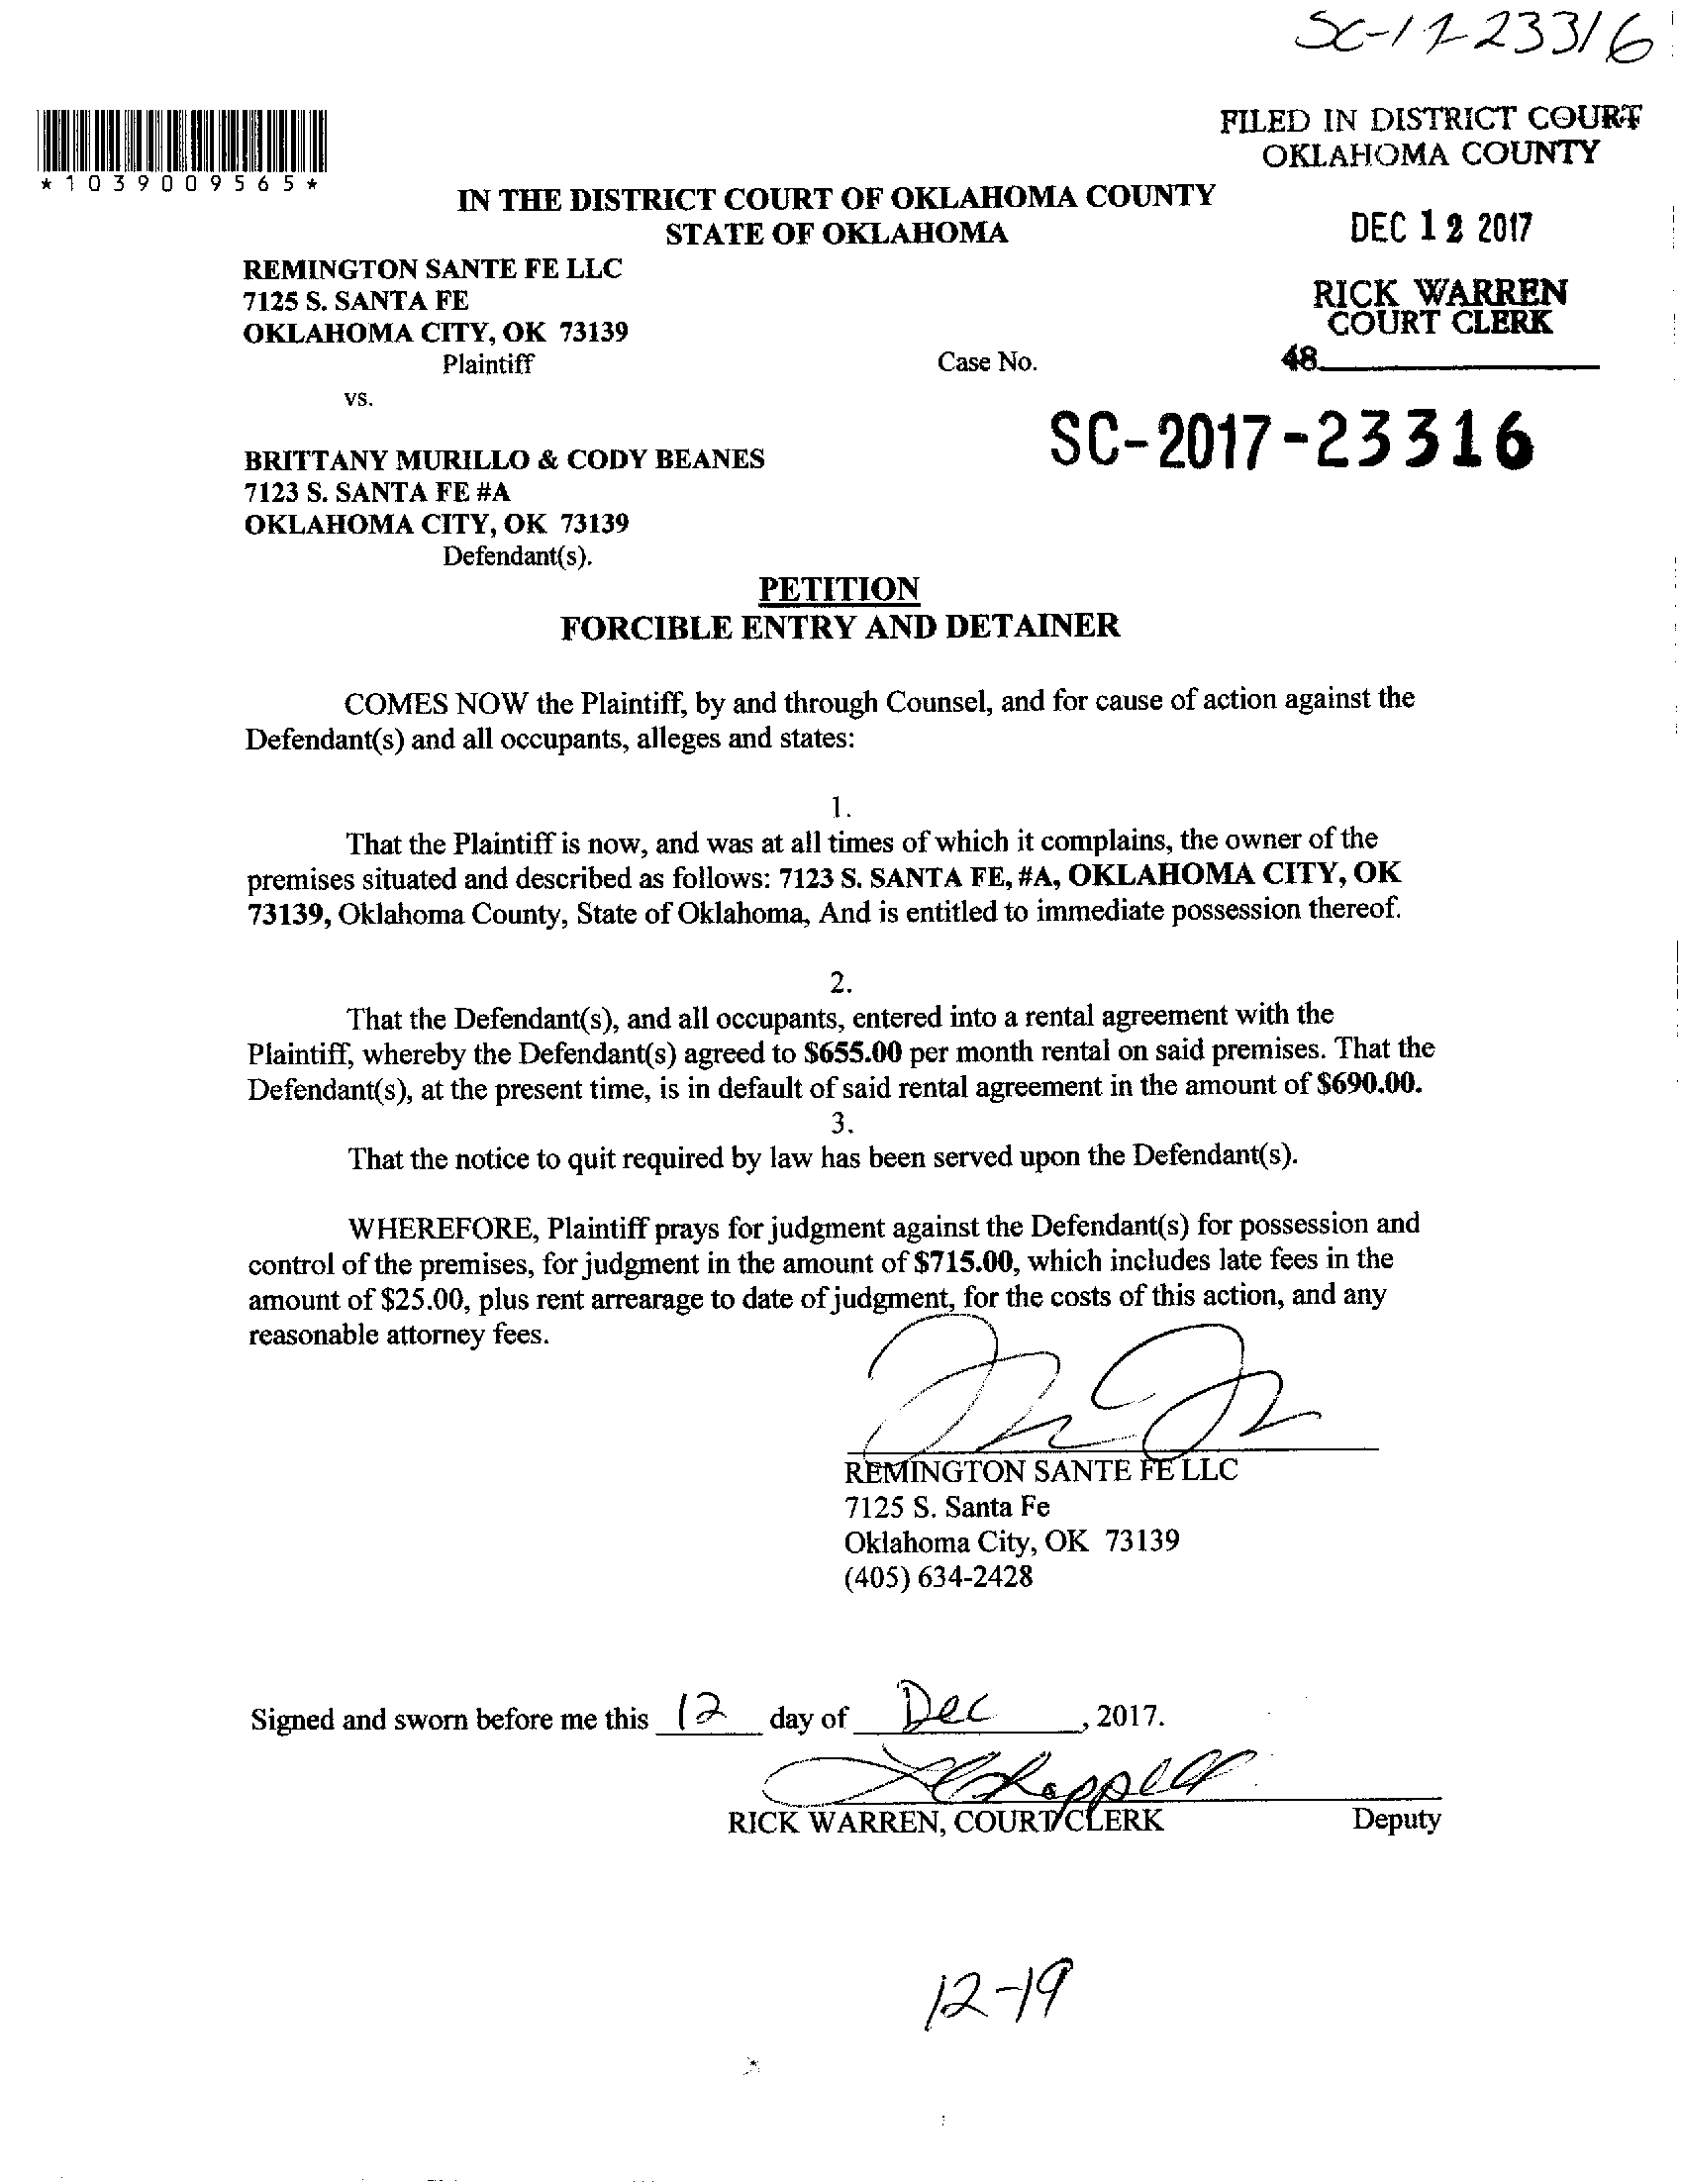 SC-17-23316
*1039009565*
FILED IN DISTRICT COURT
OKLAHOMA COUNTY
IN THE DISTRICT COURT OF OKLAHOMA COUNTY
STATE OF OKLAHOMA
DEC 12 2017
REMINGTON SANTE FE LLC
7125 S. SANTA FE
OKLAHOMA CITY, OK 73139
Plaintiff
RICK WARREN
COURT CLERK
Case No.
48
vs.
SC-2017-23316
BRITTANY MURILLO & CODY BEANES
7123 S. SANTA FE #A
OKLAHOMA CITY, OK 73139
Defendant(s).
PETITION
FORCIBLE ENTRY AND DETAINER
COMES NOW the Plaintiff, by and through Counsel, and for cause of action against the
Defendant(s) and all occupants, alleges and states:
1.
That the Plaintiff is now, and was at all times of which it complains, the owner of the
premises situated and described as follows: 7123 S. SANTA FE, #A, OKLAHOMA CITY, OK
73139, Oklahoma County, State of Oklahoma, And is entitled to immediate possession thereof.
2.
That the Defendant(s), and all occupants, entered into a rental agreement with the
Plaintiff, whereby the Defendant(s) agreed to $655.00 per month rental on said premises. That the
Defendant(s), at the present time, is in default of said rental agreement in the amount of $690.00.
3.
That the notice to quit required by law has been served upon the Defendant(s).
WHEREFORE, Plaintiff prays for judgment against the Defendant(s) for possession and
control of the premises, for judgment in the amount of $715.00, which includes late fees in the
amount of $25.00, plus rent arrearage to date of judgment, for the costs of this action, and any
reasonable attorney fees.
REMINGTON SANTE FE LLC
7125 S. Santa Fe
Oklahoma City, OK 73139
(405) 634-2428
Signed and sworn before me this 12 day of Dec, 2017.
RICK WARREN, COURT CLERK Deputy
12-19